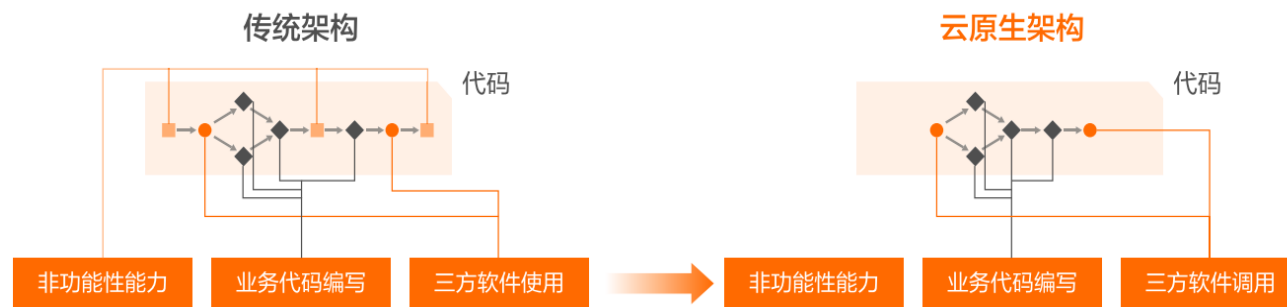 传统架构
云原生架构
代码
代码
非功能性能力
业务代码编写
三方软件使用
非功能性能力
业务代码编写
三方软件调用